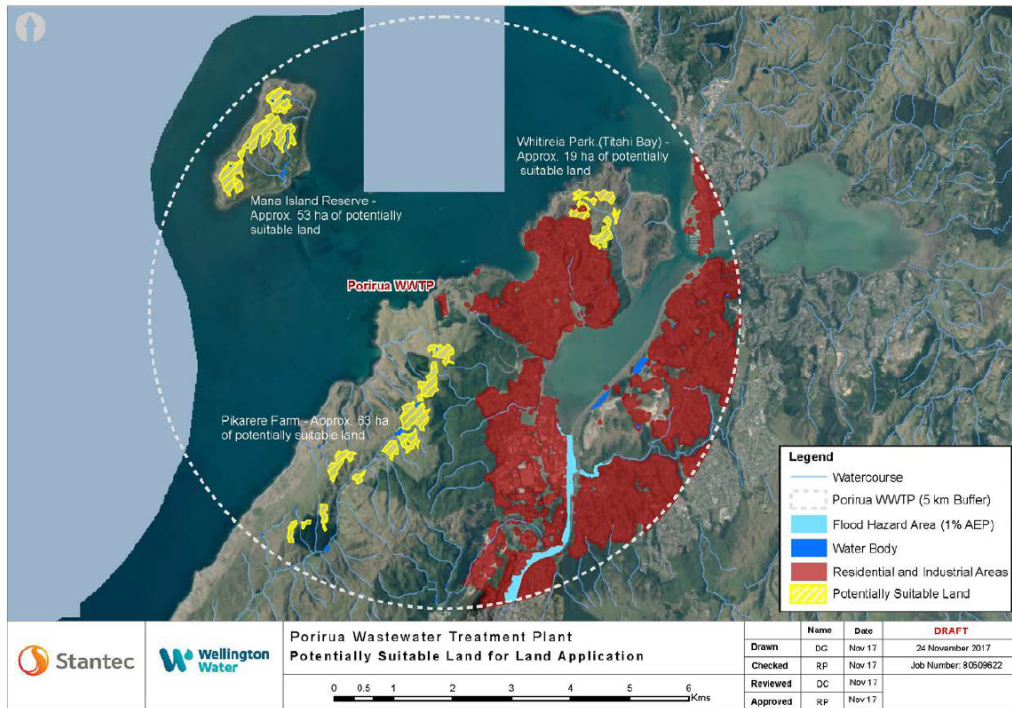 Whitireia Park (Titahi Bay) -
Approx. 19 ha of potentially
suitable land
Mana Island Reserve -
Approx. 53 ha of potentially
suitable land
Porirua WWTP
Pikarere Farm - Approx. 63 ha
of potentially suitable land
Legend
Watercourse
Porirua WWTP (5 km Buffer)
Flood Hazard Area (1% AEP)
Water Body
Residential and Industrial Areas
Potentially Suitable Land
Stantec
Wellington
Water
Porirua Wastewater Treatment Plant
Potentially Suitable Land for Land Application
0 0.5 1 2 3 4 5 6
Kms
Name Date DRAFT
Drawn DG Nov 17 24 November 2017
Checked RP Nov 17 Job Number: 80509622
Reviewed DC Nov 17
Approved RP Nov 17